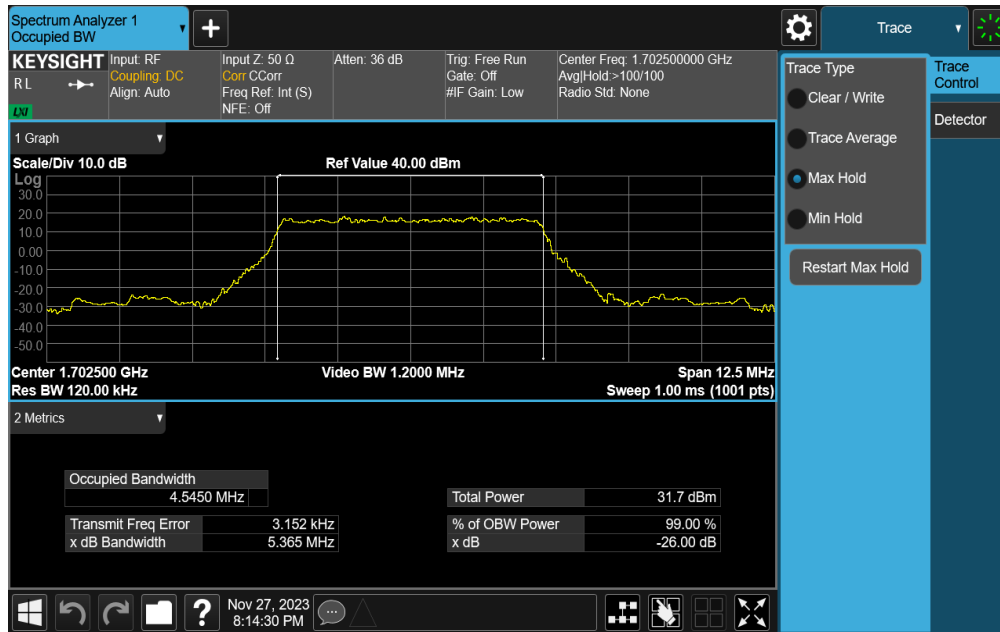 Spectrum Analyzer 1
Occupied BW
+
Trace
KEYSIGHT
R L
LXI
Input: RF
Coupling: DC
Align: Auto
Input Z: 50 Ω
Corr CCorr
Freq Ref: Int (S)
NFE: Off
Atten: 36 dB
Trig: Free Run
Gate: Off
#IF Gain: Low
Center Freq: 1.702500000 GHz
Avg|Hold:>100/100
Radio Std: None
Trace Type
Clear / Write
Trace Average
Max Hold
Min Hold
Restart Max Hold
Trace
Control
Detector
1 Graph
Scale/Div 10.0 dB
Ref Value 40.00 dBm
Log
30.0
20.0
10.0
0.00
-10.0
-20.0
-30.0
-40.0
-50.0
Center 1.702500 GHz
Video BW 1.2000 MHz
Span 12.5 MHz
Res BW 120.00 kHz
Sweep 1.00 ms (1001 pts)
2 Metrics
Occupied Bandwidth
4.5450 MHz
Total Power 31.7 dBm
Transmit Freq Error 3.152 kHz
% of OBW Power 99.00 %
x dB Bandwidth 5.365 MHz
x dB -26.00 dB
?
Nov 27, 2023
8:14:30 PM